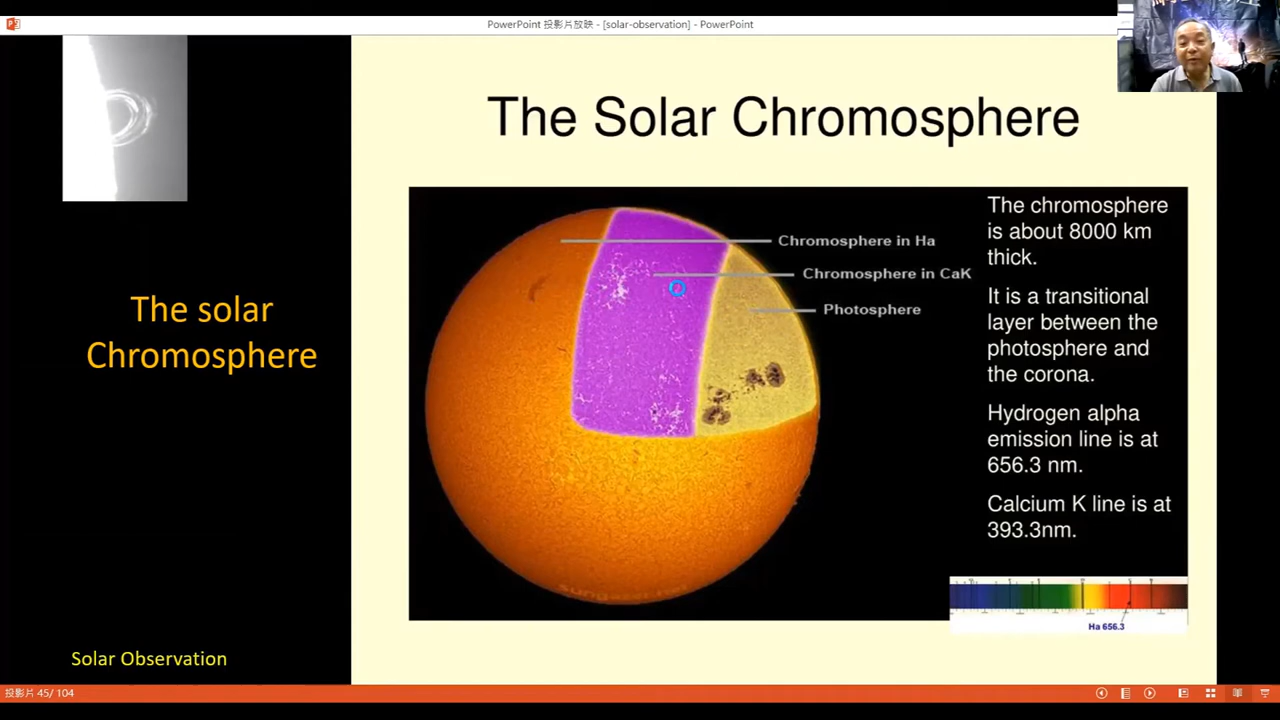 PowerPoint 投影片放映 - [solar-observation] - PowerPoint
The Solar Chromosphere
The solar
Chromosphere
Chromosphere in Ha
Chromosphere in CaK
Photosphere
The chromosphere
is about 8000 km
thick.
It is a transitional
layer between the
photosphere and
the corona.
Hydrogen alpha
emission line is at
656.3 nm.
Calcium K line is at
393.3nm.
Ha 656.3
Solar Observation
投影片 45/ 104